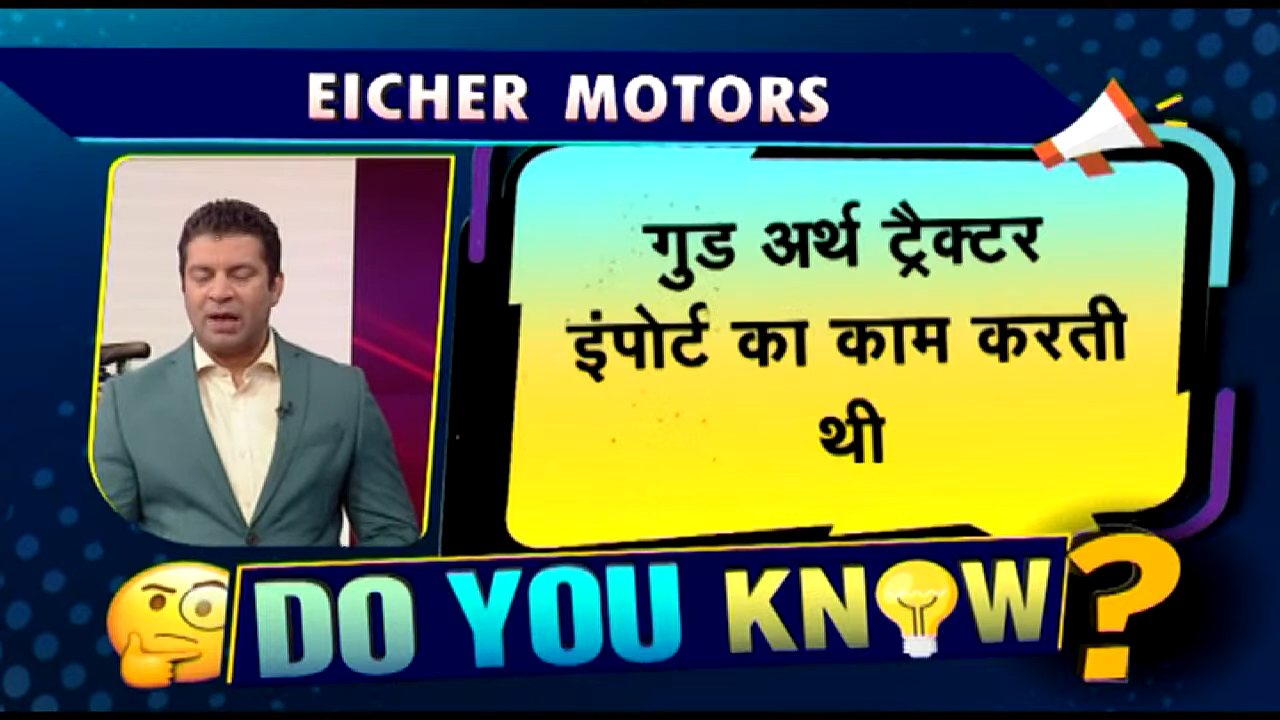 EICHER MOTORS
गुड अर्थ ट्रैक्टर
इंपोर्ट का काम करती
थी
DO YOU KNOW?